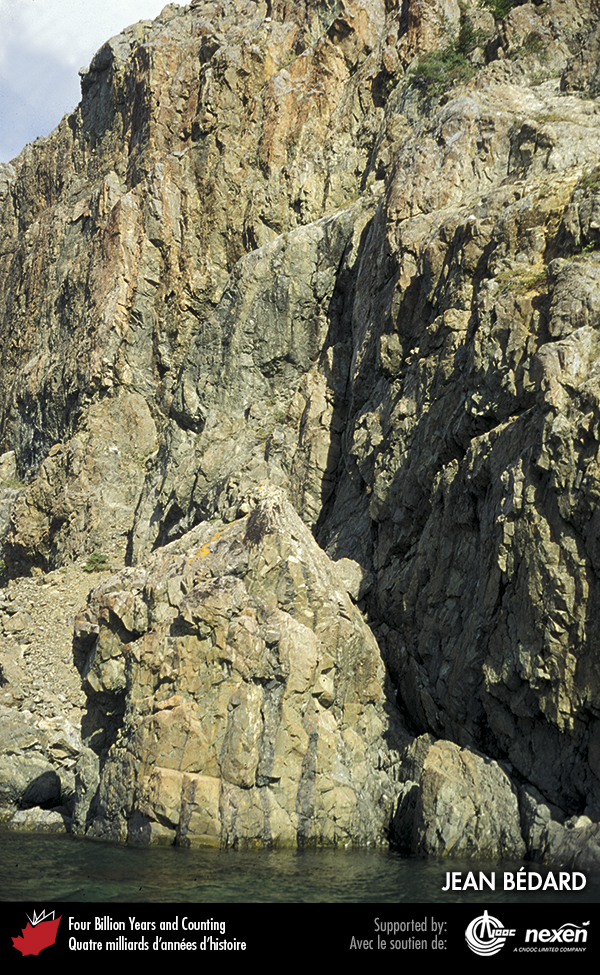 JEAN BÉDARD
Four Billion Years and Counting
Quatre milliards d'années d'histoire
Supported by:
Avec le soutien de:
CNOOC
nexen
A CNOOC LIMITED COMPANY